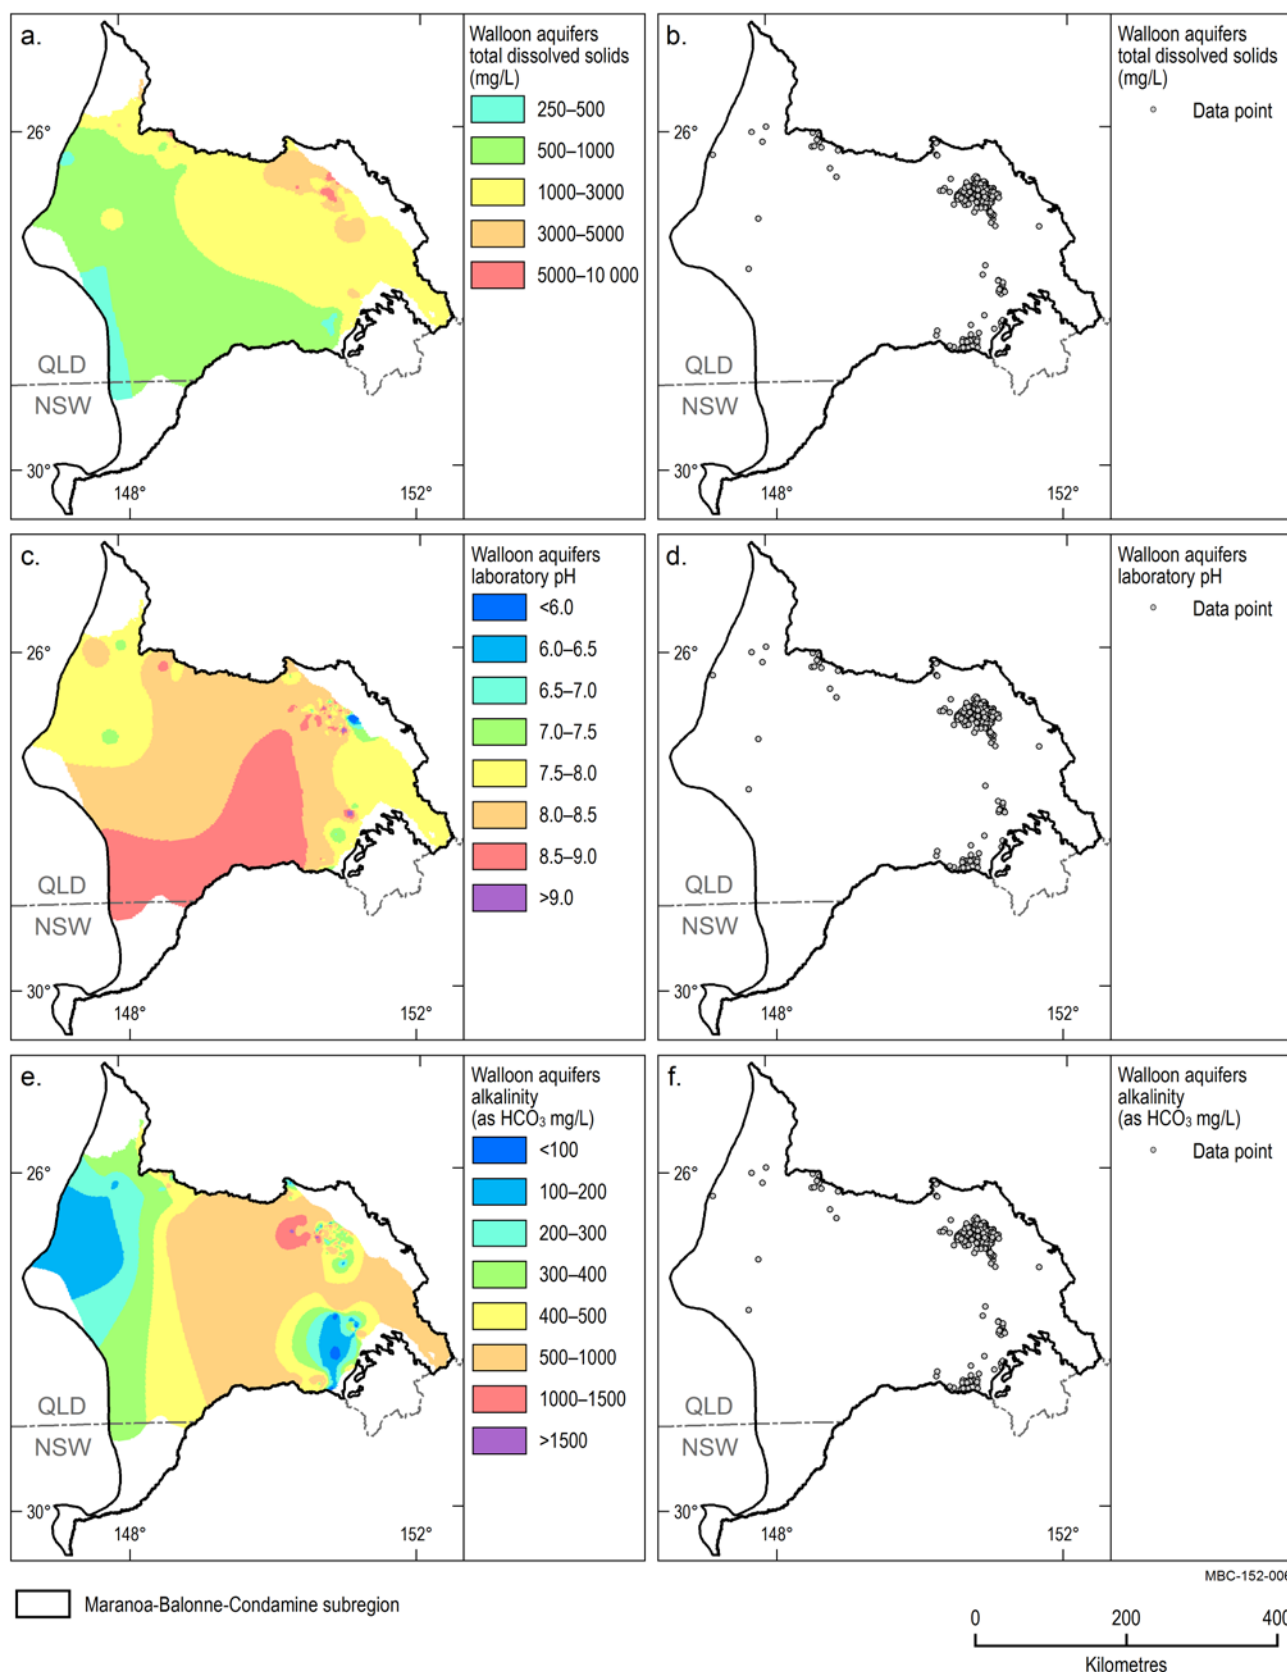 a.
Walloon aquifers
total dissolved solids
(mg/L)
250–500
500–1000
1000–3000
3000–5000
5000–10 000
26°
QLD
NSW
30°
148°
152°
b.
Walloon aquifers
total dissolved solids
(mg/L)
Data point
26°
QLD
NSW
30°
148°
152°
c.
Walloon aquifers
laboratory pH
<6.0
6.0–6.5
6.5–7.0
7.0–7.5
7.5–8.0
8.0–8.5
8.5–9.0
>9.0
26°
QLD
NSW
30°
148°
152°
d.
Walloon aquifers
laboratory pH
Data point
26°
QLD
NSW
30°
148°
152°
e.
Walloon aquifers
alkalinity
(as HCO₃ mg/L)
<100
100–200
200–300
300–400
400–500
500–1000
1000–1500
>1500
26°
QLD
NSW
30°
148°
152°
f.
Walloon aquifers
alkalinity
(as HCO₃ mg/L)
Data point
26°
QLD
NSW
30°
148°
152°
MBC-152-006
Maranoa-Balonne-Condamine subregion
0 200 400
Kilometres